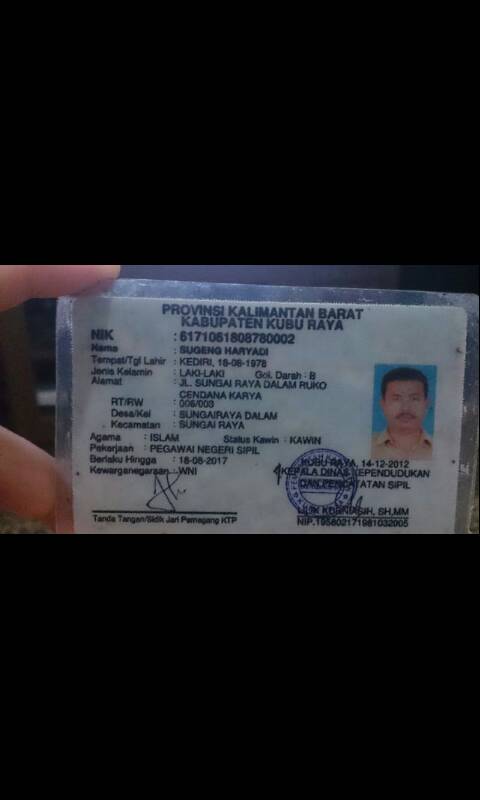 PROVINSI KALIMANTAN BARAT
KABUPATEN KUBU RAYA
NIK : 6171051808780002
Nama : SUGENG HARYADI
Tempat/Tgl Lahir : KEDIRI, 18-08-1978
Jenis Kelamin : LAKI-LAKI Gol. Darah : B
Alamat : JL. SUNGAI RAYA DALAM RUKO
CENDANA KARYA
RT/RW : 006/003
Desa/Kel : SUNGAIRAYA DALAM
Kecamatan : SUNGAI RAYA
Agama : ISLAM Status Kawin : KAWIN
Pekerjaan : PEGAWAI NEGERI SIPIL
Berlaku Hingga : 18-08-2017
Kewarganegaraan : WNI
KUBU RAYA, 14-12-2012
KEPALA DINAS KEPENDUDUKAN
DAN PENCATATAN SIPIL
Tanda Tangan/Sidik Jari Pemegang KTP
KURNIASIH, SH,MM
NIP.195802171981032005